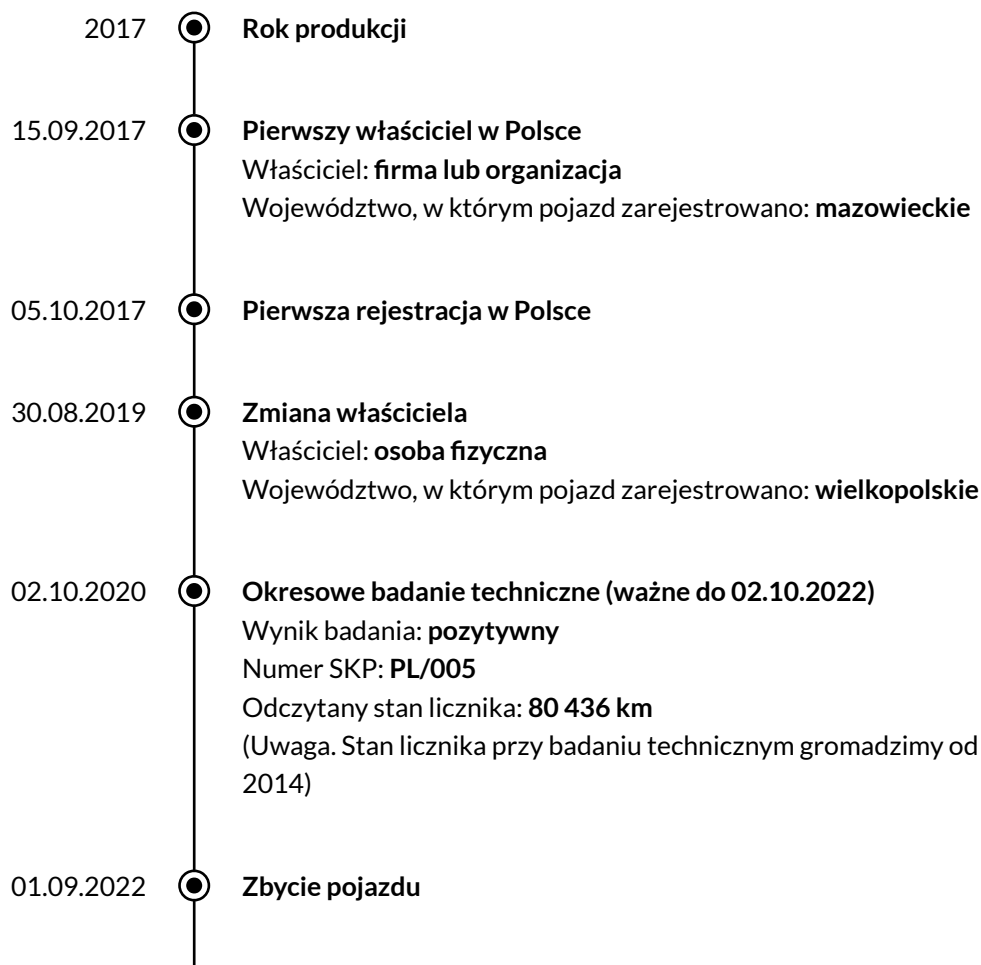 2017 Rok produkcji
15.09.2017 Pierwszy właściciel w Polsce
Właściciel: firma lub organizacja
Województwo, w którym pojazd zarejestrowano: mazowieckie
05.10.2017 Pierwsza rejestracja w Polsce
30.08.2019 Zmiana właściciela
Właściciel: osoba fizyczna
Województwo, w którym pojazd zarejestrowano: wielkopolskie
02.10.2020 Okresowe badanie techniczne (ważne do 02.10.2022)
Wynik badania: pozytywny
Numer SKP: PL/005
Odczytany stan licznika: 80 436 km
(Uwaga. Stan licznika przy badaniu technicznym gromadzimy od
2014)
01.09.2022 Zbycie pojazdu